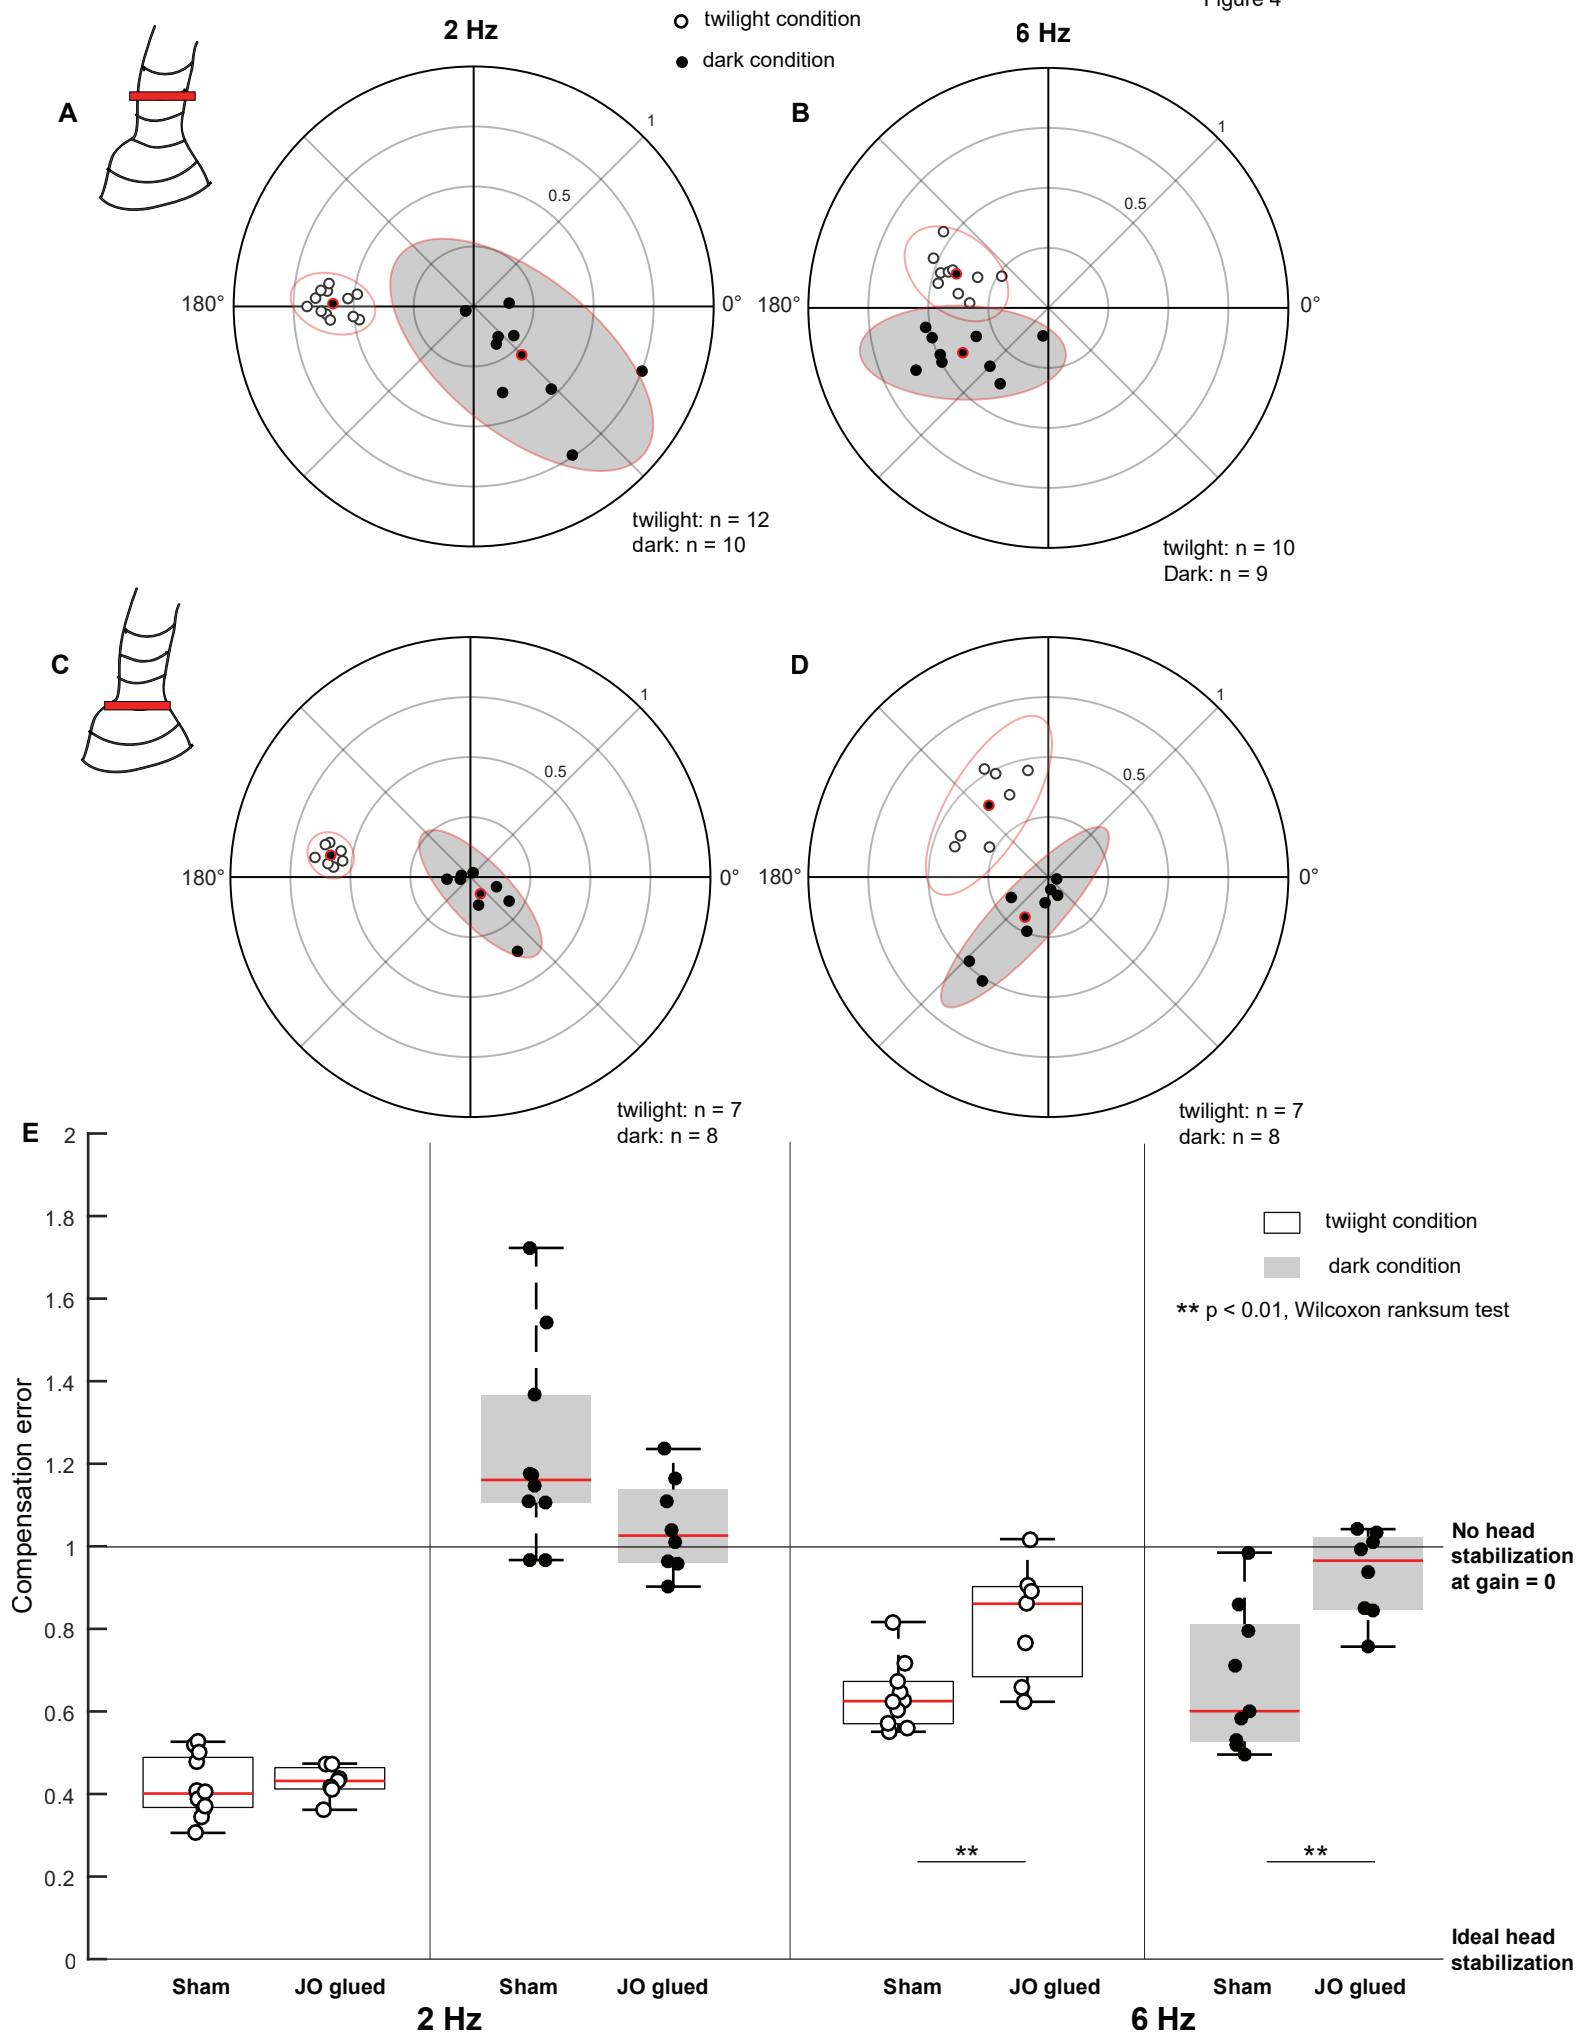 Figure 4
2 Hz
twilight condition
dark condition
6 Hz
A
1
0.5
180°
0°
twilight: n = 12
dark: n = 10
B
1
0.5
180°
0°
twilght: n = 10
Dark: n = 9
C
1
0.5
180°
0°
twilight: n = 7
dark: n = 8
D
1
0.5
180°
0°
twilight: n = 7
dark: n = 8
E
2
1.8
1.6
1.4
1.2
1
0.8
0.6
0.4
0.2
0
Compensation error
twiight condition
dark condition
** p < 0.01, Wilcoxon ranksum test
No head
stabilization
at gain = 0
**
**
Ideal head
stabilization
Sham
JO glued
Sham
JO glued
Sham
JO glued
Sham
JO glued
2 Hz
6 Hz